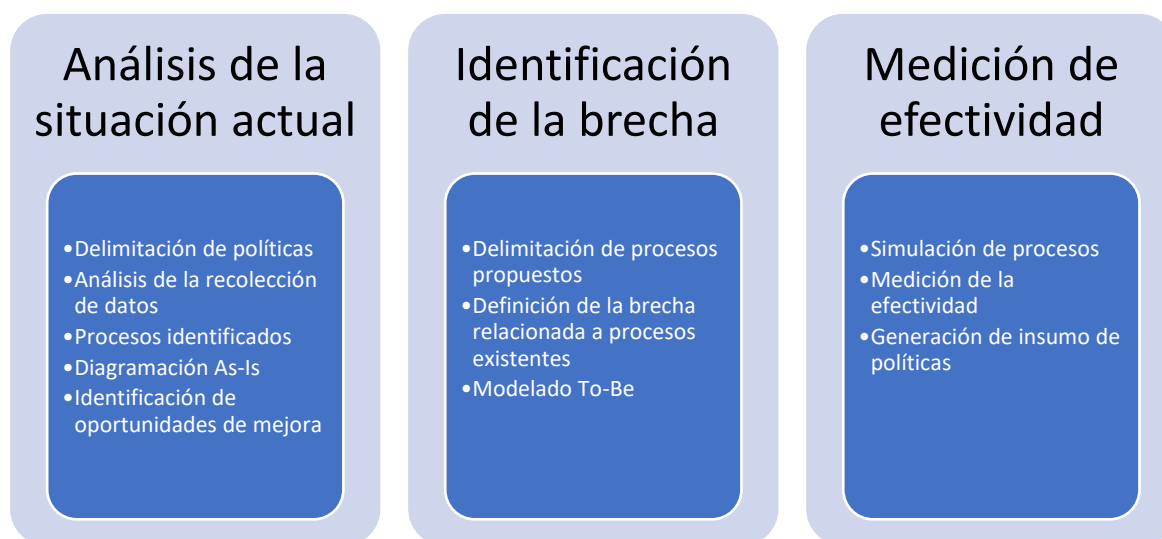 Análisis de la
situación actual
•Delimitación de políticas
•Análisis de la recolección
de datos
•Procesos identificados
•Diagramación As-Is
•Identificación de
oportunidades de mejora
Identificación
de la brecha
•Delimitación de procesos
propuestos
•Definición de la brecha
relacionada a procesos
existentes
•Modelado To-Be
Medición de
efectividad
•Simulación de procesos
•Medición de la
efectividad
•Generación de insumo de
políticas